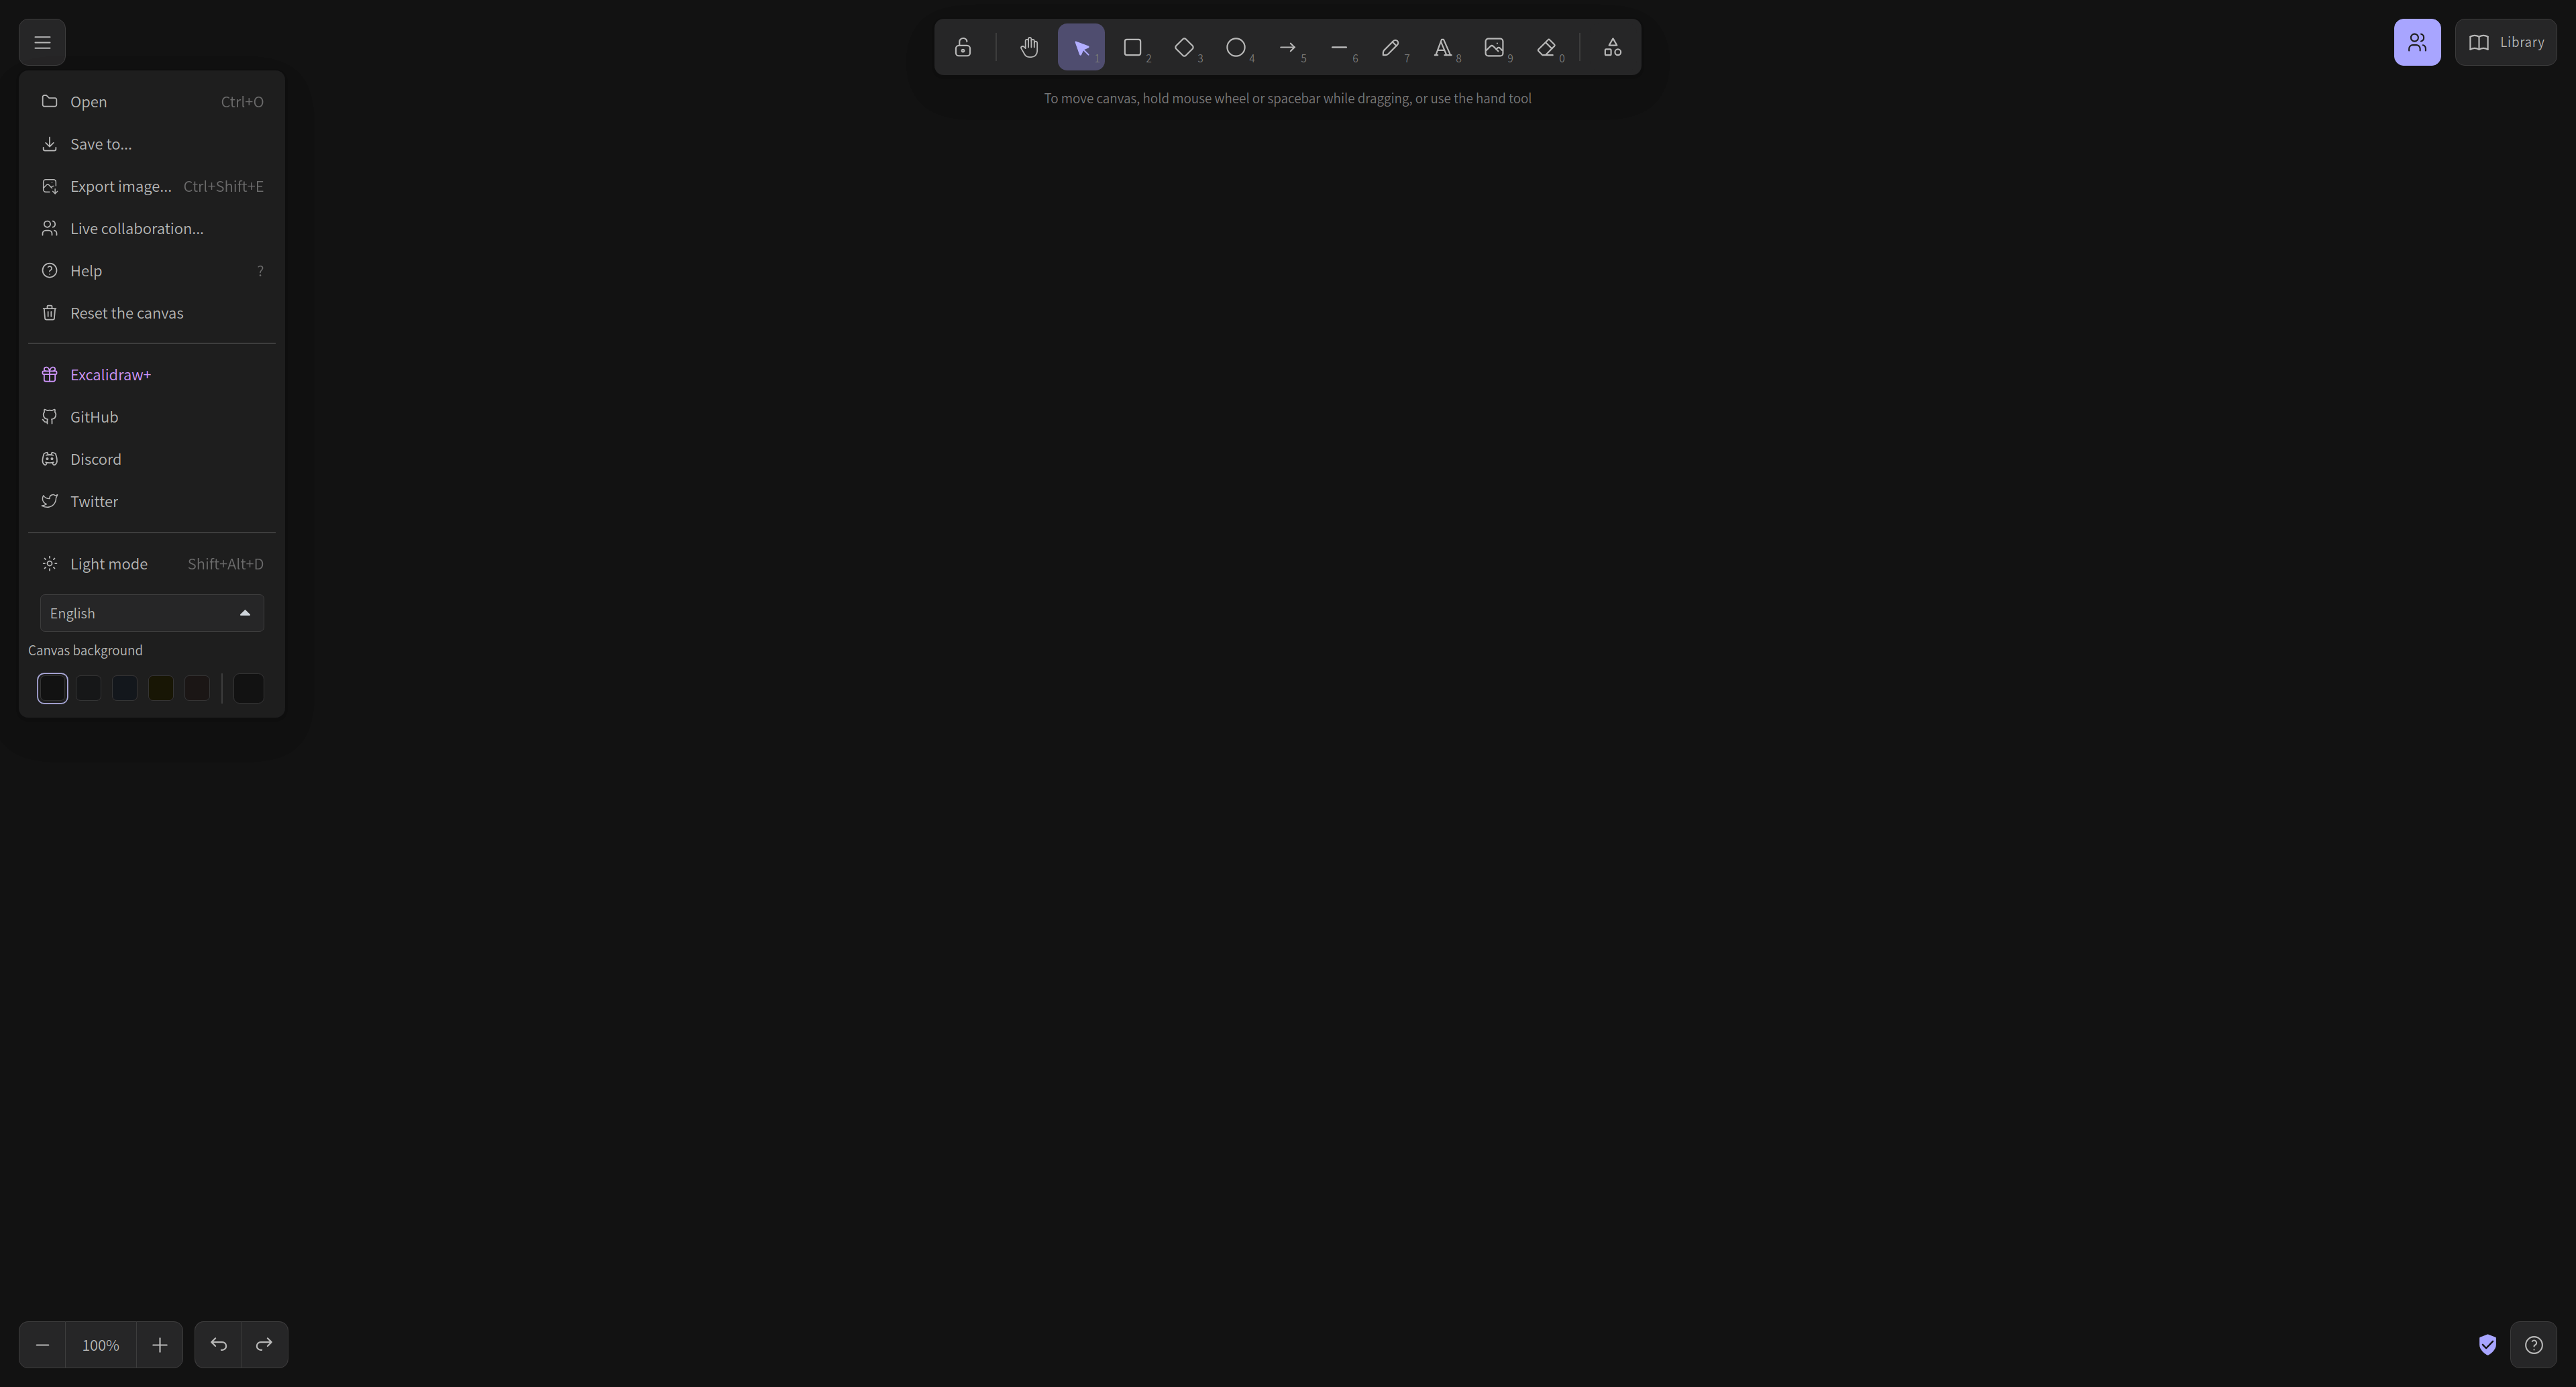 1
2
3
4
5
6
7
8
9
0
Library
To move canvas, hold mouse wheel or spacebar while dragging, or use the hand tool
Open Ctrl+O
Save to...
Export image... Ctrl+Shift+E
Live collaboration...
Help ?
Reset the canvas
Excalidraw+
GitHub
Discord
Twitter
Light mode Shift+Alt+D
English
Canvas background
100%